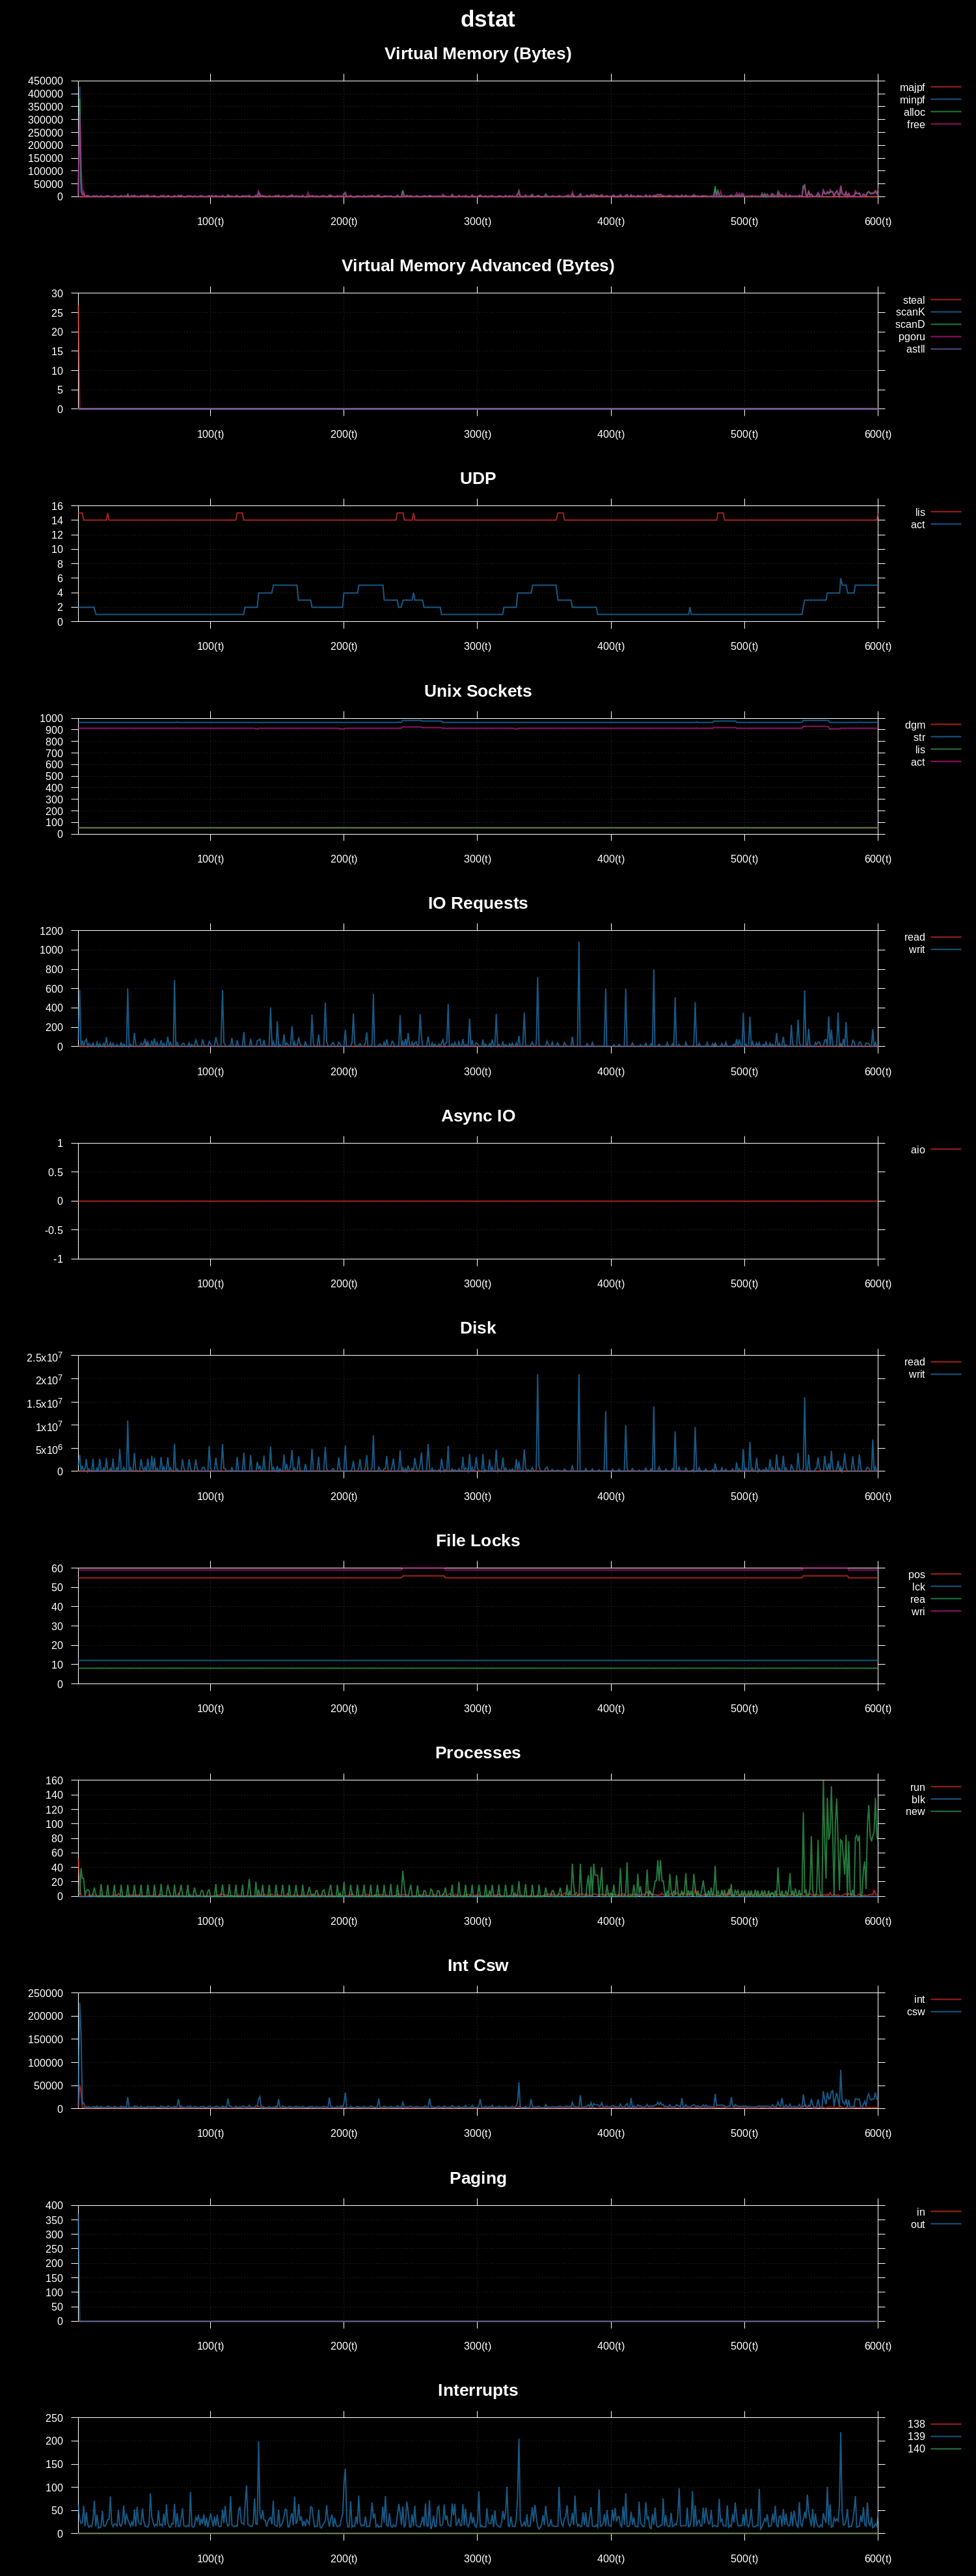 dstat
Virtual Memory (Bytes)
450000
400000
350000
300000
250000
200000
150000
100000
50000
0
100(t) 200(t) 300(t) 400(t) 500(t) 600(t)
majpf
minpf
alloc
free
Virtual Memory Advanced (Bytes)
30
25
20
15
10
5
0
100(t) 200(t) 300(t) 400(t) 500(t) 600(t)
steal
scanK
scanD
pgoru
astll
UDP
16
14
12
10
8
6
4
2
0
100(t) 200(t) 300(t) 400(t) 500(t) 600(t)
lis
act
Unix Sockets
1000
900
800
700
600
500
400
300
200
100
0
100(t) 200(t) 300(t) 400(t) 500(t) 600(t)
dgm
str
lis
act
IO Requests
1200
1000
800
600
400
200
0
100(t) 200(t) 300(t) 400(t) 500(t) 600(t)
read
writ
Async IO
1
0.5
0
-0.5
-1
100(t) 200(t) 300(t) 400(t) 500(t) 600(t)
aio
Disk
2.5x10⁷
2x10⁷
1.5x10⁷
1x10⁷
5x10⁶
0
100(t) 200(t) 300(t) 400(t) 500(t) 600(t)
read
writ
File Locks
60
50
40
30
20
10
0
100(t) 200(t) 300(t) 400(t) 500(t) 600(t)
pos
lck
rea
wri
Processes
160
140
120
100
80
60
40
20
0
100(t) 200(t) 300(t) 400(t) 500(t) 600(t)
run
blk
new
Int Csw
250000
200000
150000
100000
50000
0
100(t) 200(t) 300(t) 400(t) 500(t) 600(t)
int
csw
Paging
400
350
300
250
200
150
100
50
0
100(t) 200(t) 300(t) 400(t) 500(t) 600(t)
in
out
Interrupts
250
200
150
100
50
0
100(t) 200(t) 300(t) 400(t) 500(t) 600(t)
138
139
140